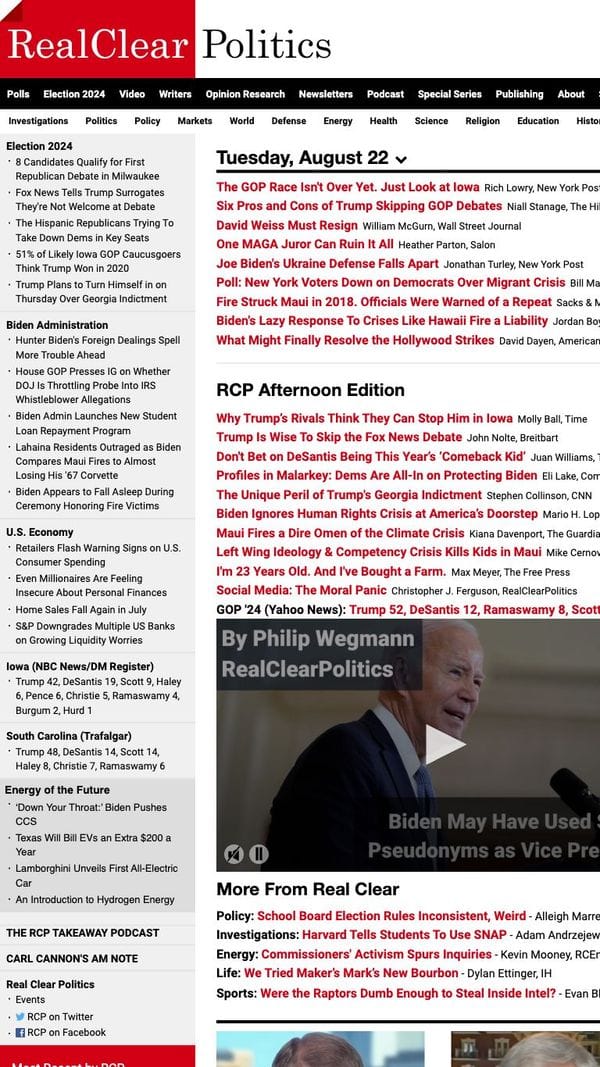 RealClear Politics
Polls Election 2024 Video Writers Opinion Research Newsletters Podcast Special Series Publishing About
Investigations Politics Policy Markets World Defense Energy Health Science Religion Education
Election 2024
· 8 Candidates Qualify for First
Republican Debate in Milwaukee
· Fox News Tells Trump Surrogates
They're Not Welcome at Debate
· The Hispanic Republicans Trying To
Take Down Dems in Key Seats
· 51% of Likely Iowa GOP Caucusgoers
Think Trump Won in 2020
· Trump Plans to Turn Himself in on
Thursday Over Georgia Indictment
Biden Administration
· Hunter Biden's Foreign Dealings Spell
More Trouble Ahead
· House GOP Presses IG on Whether
DOJ Is Throttling Probe Into IRS
Whistleblower Allegations
· Biden Admin Launches New Student
Loan Repayment Program
· Lahaina Residents Outraged as Biden
Compares Maui Fires to Almost
Losing His '67 Corvette
· Biden Appears to Fall Asleep During
Ceremony Honoring Fire Victims
U.S. Economy
· Retailers Flash Warning Signs on U.S.
Consumer Spending
· Even Millionaires Are Feeling
Insecure About Personal Finances
· Home Sales Fall Again in July
· S&P Downgrades Multiple US Banks
on Growing Liquidity Worries
Iowa (NBC News/DM Register)
· Trump 42, DeSantis 19, Scott 9, Haley
6, Pence 6, Christie 5, Ramaswamy 4,
Burgum 2, Hurd 1
South Carolina (Trafalgar)
· Trump 48, DeSantis 14, Scott 14,
Haley 8, Christie 7, Ramaswamy 6
Energy of the Future
· 'Down Your Throat:' Biden Pushes
CCS
· Texas Will Bill EVs an Extra $200 a
Year
· Lamborghini Unveils First All-Electric
Car
· An Introduction to Hydrogen Energy
THE RCP TAKEAWAY PODCAST
CARL CANNON'S AM NOTE
Real Clear Politics
· Events
· RCP on Twitter
· RCP on Facebook
Most Recent by RCP
Tuesday, August 22
The GOP Race Isn't Over Yet. Just Look at Iowa Rich Lowry, New York Post
Six Pros and Cons of Trump Skipping GOP Debates Niall Stanage, The
David Weiss Must Resign William McGurn, Wall Street Journal
One MAGA Juror Can Ruin It All Heather Parton, Salon
Joe Biden's Ukraine Defense Falls Apart Jonathan Turley, New York Post
Poll: New York Voters Down on Democrats Over Migrant Crisis Bill
Fire Struck Maui in 2018. Officials Were Warned of a Repeat Sacks &
Biden's Lazy Response To Crises Like Hawaii Fire a Liability Jordan
What Might Finally Resolve the Hollywood Strikes David Dayen, American
RCP Afternoon Edition
Why Trump's Rivals Think They Can Stop Him in Iowa Molly Ball, Time
Trump Is Wise To Skip the Fox News Debate John Nolte, Breitbart
Don't Bet on DeSantis Being This Year's 'Comeback Kid' Juan Williams,
Profiles in Malarkey: Dems Are All-In on Protecting Biden Eli Lake,
The Unique Peril of Trump's Georgia Indictment Stephen Collinson, CNN
Biden Ignores Human Rights Crisis at America's Doorstep Mario H.
Maui Fires a Dire Omen of the Climate Crisis Kiana Davenport, The
Left Wing Ideology & Competency Crisis Kills Kids in Maui Mike
I'm 23 Years Old. And I've Bought a Farm. Max Meyer, The Free Press
Social Media: The Moral Panic Christopher J. Ferguson, RealClearPolitics
GOP '24 (Yahoo News): Trump 52, DeSantis 12, Ramaswamy 8, Scott
By Philip Wegmann
RealClearPolitics
Biden May Have Used
Pseudonyms as Vice
More From Real Clear
Policy: School Board Election Rules Inconsistent, Weird - Alleigh
Investigations: Harvard Tells Students To Use SNAP - Adam
Energy: Commissioners' Activism Spurs Inquiries - Kevin Mooney,
Life: We Tried Maker's Mark's New Bourbon - Dylan Ettinger, IH
Sports: Were the Raptors Dumb Enough to Steal Inside Intel? - Evan